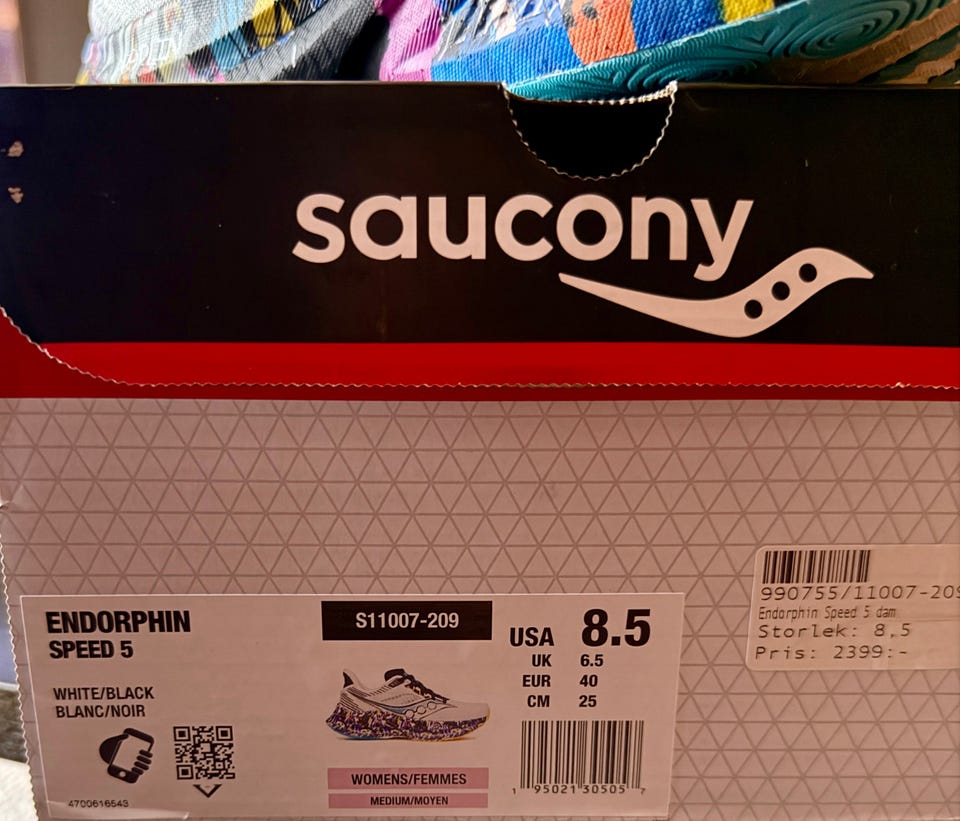 saucony
990755/11007-209
Endorphin Speed 5 dam
Storlek: 8,5
Pris: 2399:-
ENDORPHIN
SPEED 5
WHITE/BLACK
BLANC/NOIR
4700616543
S11007-209
WOMENS/FEMMES
MEDIUM/MOYEN
USA 8.5
UK 6.5
EUR 40
CM 25
1 95021 30505 7